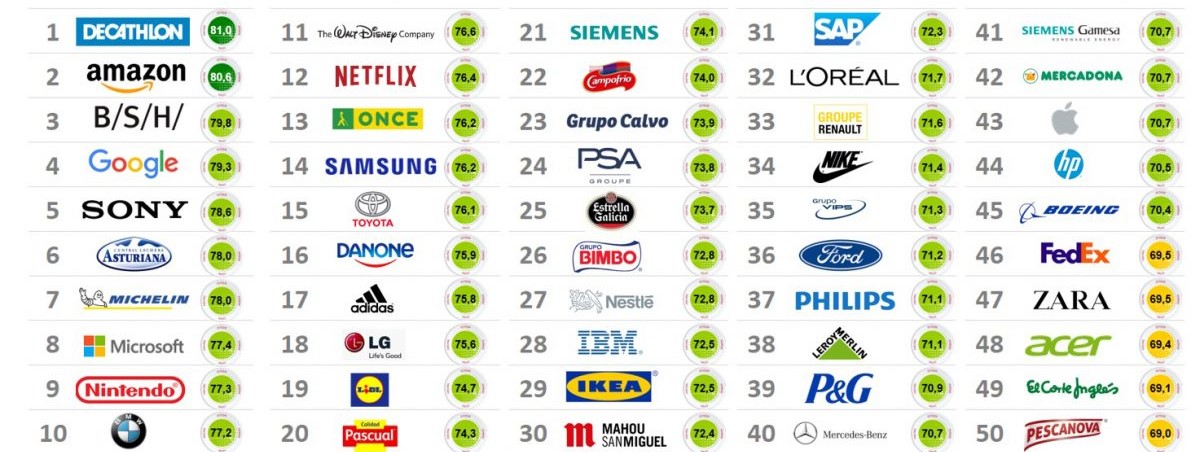 1 DECATHLON 81,0
2 amazon 80,6
3 B/S/H/ 79,8
4 Google 79,3
5 SONY 78,6
6 CENTRAL LECHERA ASTURIANA 78,0
7 MICHELIN 78,0
8 Microsoft 77,4
9 Nintendo 77,3
10 BMW 77,2
11 The Walt Disney Company 76,6
12 NETFLIX 76,4
13 ONCE 76,2
14 SAMSUNG 76,2
15 TOYOTA 76,1
16 DANONE 75,9
17 adidas 75,8
18 LG Life's Good 75,6
19 LIDL 74,7
20 Calidad Pascual 74,3
21 SIEMENS 74,1
22 Campofrío 74,0
23 Grupo Calvo 73,9
24 PSA GROUPE 73,8
25 Estrella Galicia 73,7
26 GRUPO BIMBO 72,8
27 Nestlé 72,8
28 IBM 72,5
29 IKEA 72,5
30 MAHOU SANMIGUEL 72,4
31 SAP 72,3
32 L'ORÉAL 71,7
33 GROUPE RENAULT 71,6
34 NIKE 71,4
35 Grupo VIPS 71,3
36 Ford 71,2
37 PHILIPS 71,1
38 LEROY MERLIN 71,1
39 P&G 70,9
40 Mercedes-Benz 70,7
41 SIEMENS Gamesa RENEWABLE ENERGY 70,7
42 MERCADONA 70,7
43 70,7
44 hp 70,5
45 BOEING 70,4
46 FedEx 69,5
47 ZARA 69,5
48 acer 69,4
49 El Corte Inglés 69,1
50 PESCANOVA 69,0